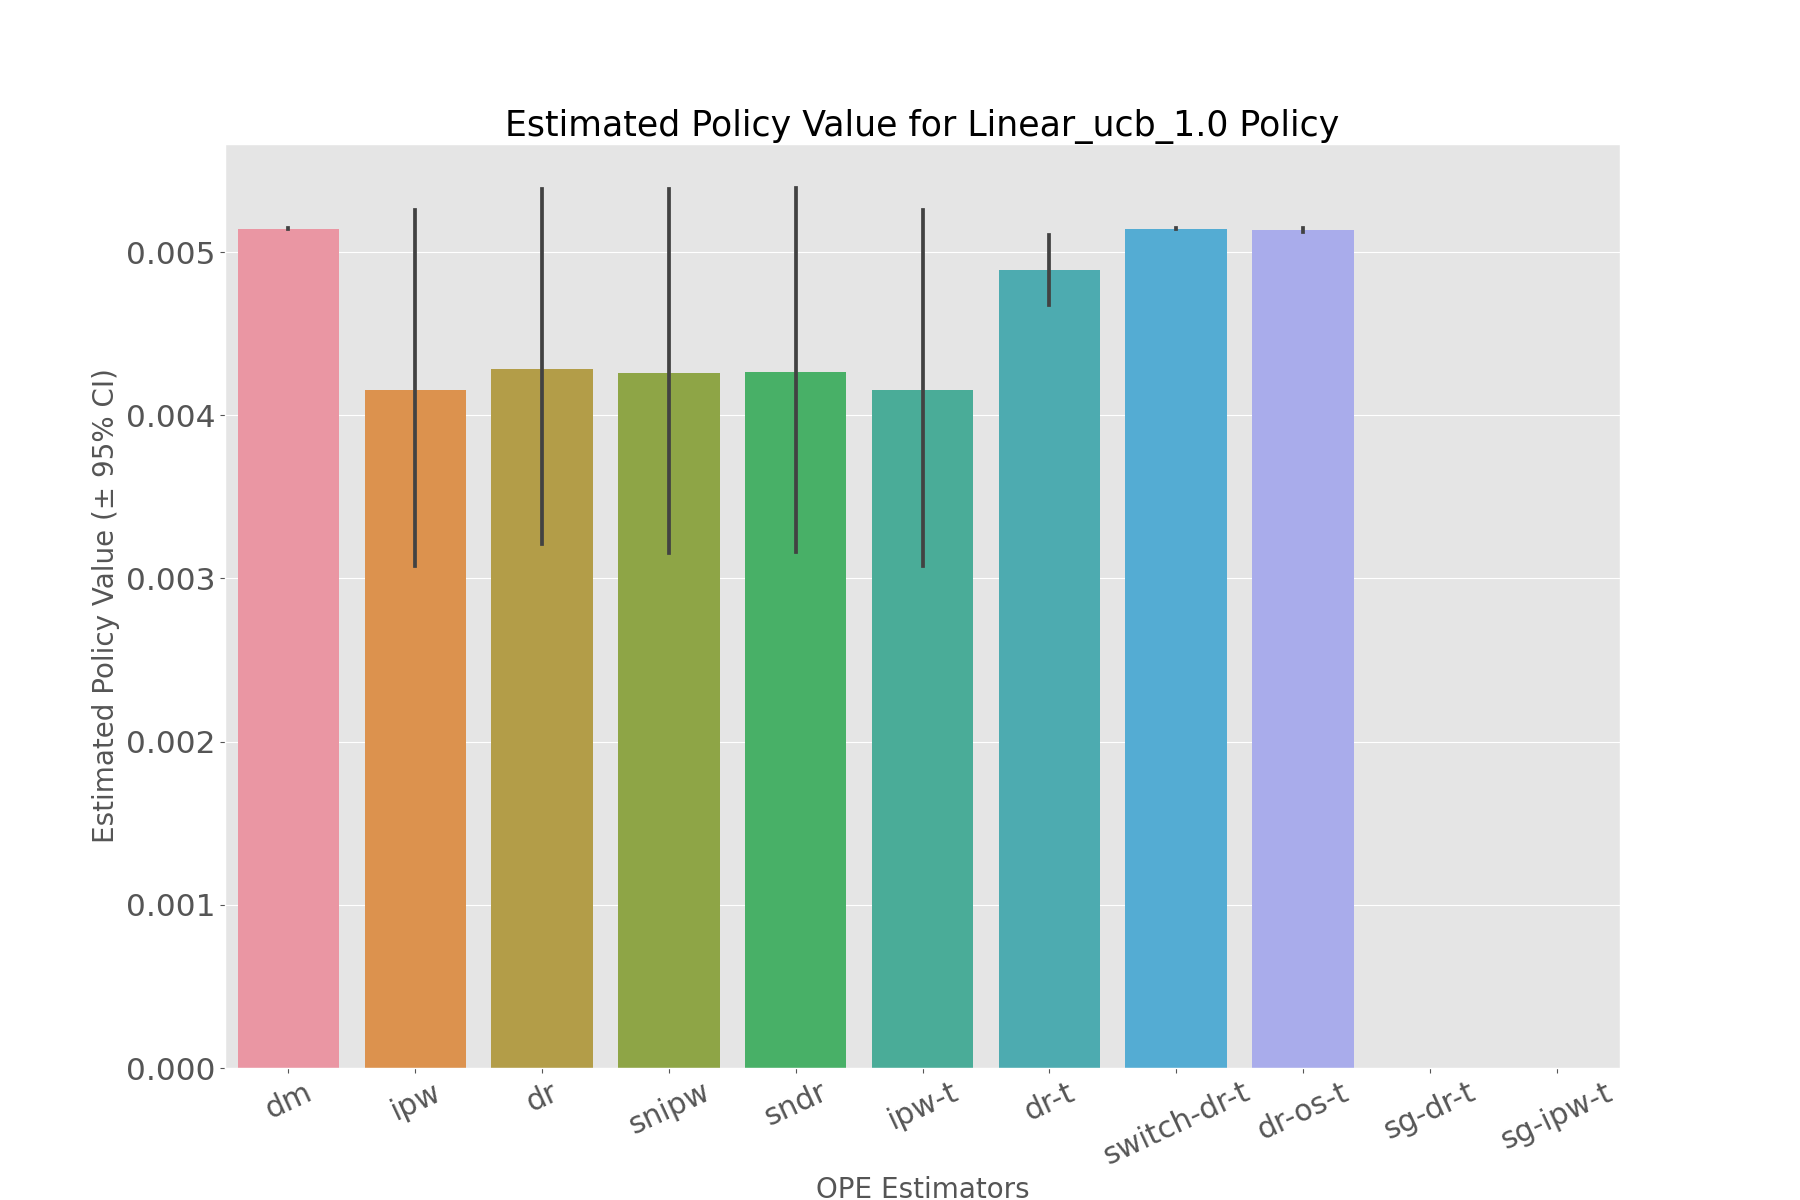 Estimated Policy Value for Linear_ucb_1.0 Policy
Estimated Policy Value (± 95% CI)
0.005
0.004
0.003
0.002
0.001
0.000
dm
ipw
dr
snipw
sndr
ipw-t
dr-t
switch-dr-t
dr-os-t
sg-dr-t
sg-ipw-t
OPE Estimators